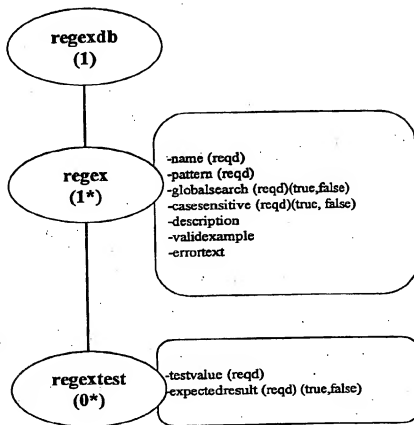 regexdb
(1)
regex
(1*)
-name (reqd)
-pattern (reqd)
-globalsearch (reqd)(true,false)
-casesensitive (reqd)(true, false)
-description
-validexample
-errortext
regextest
(0*)
-testvalue (reqd)
-expectedresult (reqd) (true,false)